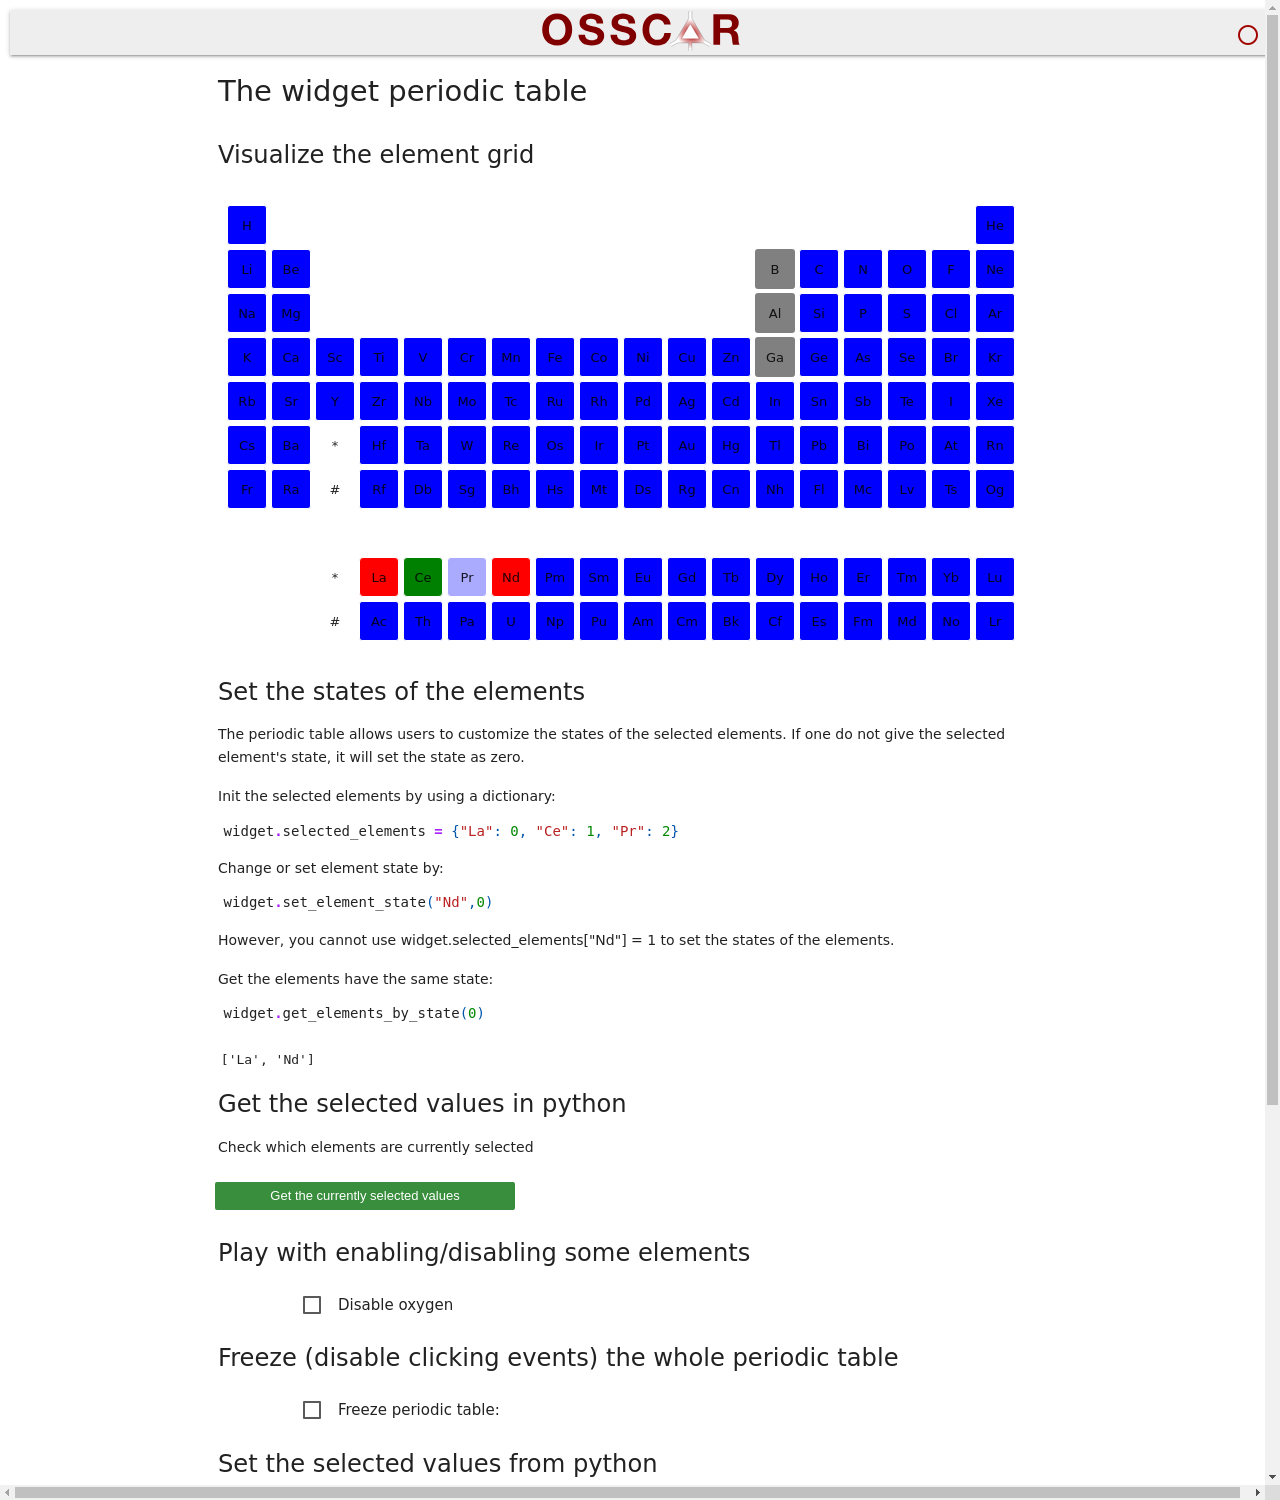 OSSCAR
The widget periodic table
Visualize the element grid
H He
Li Be B C N O F Ne
Na Mg Al Si P S Cl Ar
K Ca Sc Ti V Cr Mn Fe Co Ni Cu Zn Ga Ge As Se Br Kr
Rb Sr Y Zr Nb Mo Tc Ru Rh Pd Ag Cd In Sn Sb Te I Xe
Cs Ba * Hf Ta W Re Os Ir Pt Au Hg Tl Pb Bi Po At Rn
Fr Ra # Rf Db Sg Bh Hs Mt Ds Rg Cn Nh Fl Mc Lv Ts Og
* La Ce Pr Nd Pm Sm Eu Gd Tb Dy Ho Er Tm Yb Lu
# Ac Th Pa U Np Pu Am Cm Bk Cf Es Fm Md No Lr
Set the states of the elements
The periodic table allows users to customize the states of the selected elements. If one do not give the selected
element's state, it will set the state as zero.
Init the selected elements by using a dictionary:
widget.selected_elements = {"La": 0, "Ce": 1, "Pr": 2}
Change or set element state by:
widget.set_element_state("Nd",0)
However, you cannot use widget.selected_elements["Nd"] = 1 to set the states of the elements.
Get the elements have the same state:
widget.get_elements_by_state(0)
['La', 'Nd']
Get the selected values in python
Check which elements are currently selected
Get the currently selected values
Play with enabling/disabling some elements
Disable oxygen
Freeze (disable clicking events) the whole periodic table
Freeze periodic table:
Set the selected values from python